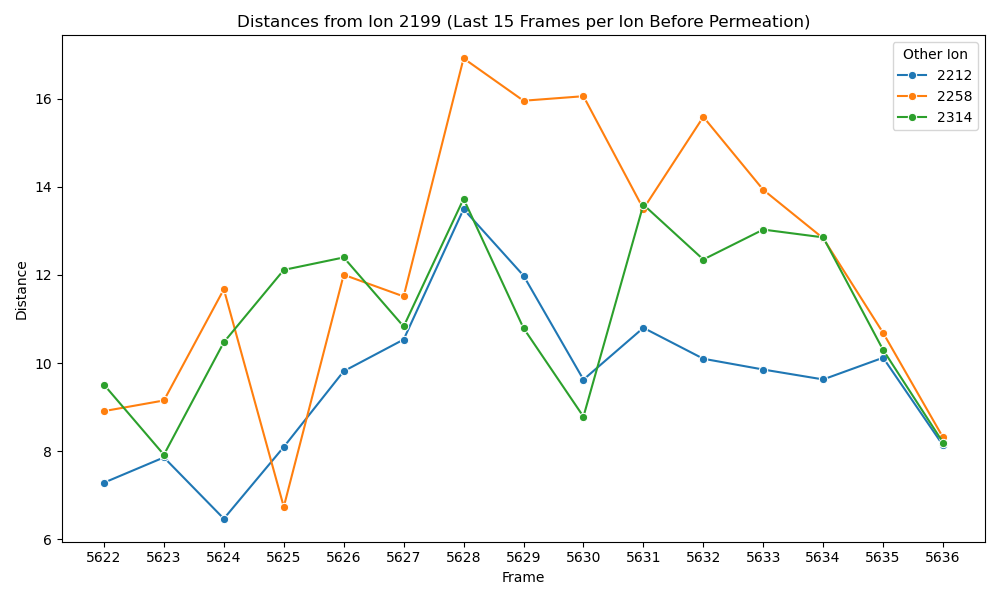 Distances from Ion 2199 (Last 15 Frames per Ion Before Permeation)
Other Ion
2212
2258
2314
Distance
16
14
12
10
8
6
5622 5623 5624 5625 5626 5627 5628 5629 5630 5631 5632 5633 5634 5635 5636
Frame